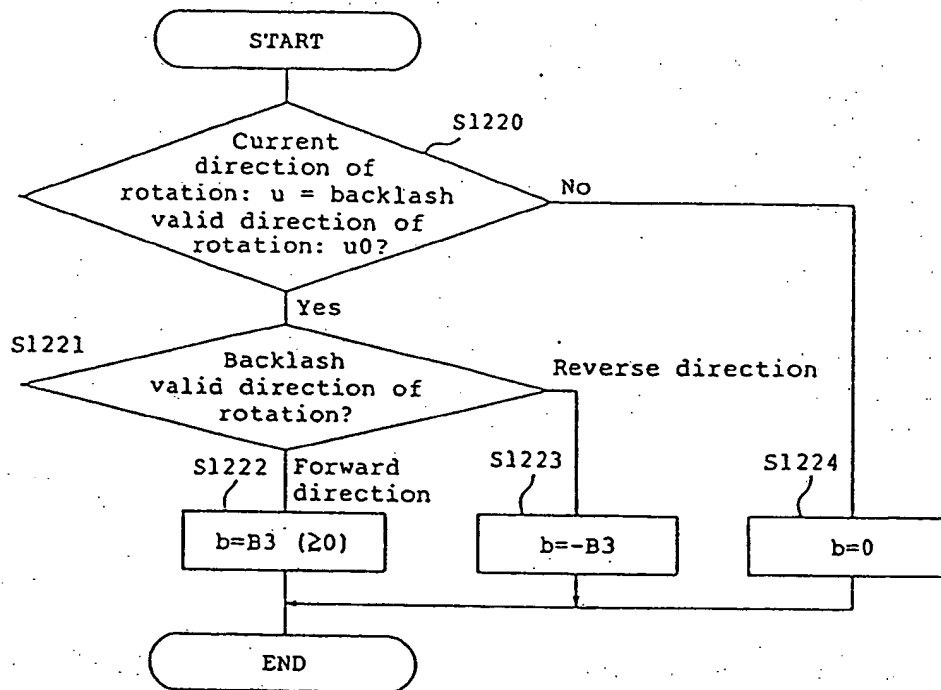 START
S1220
Current
direction of
rotation: u = backlash
valid direction of
rotation: u0?
No
Yes
S1221
Backlash
valid direction of
rotation?
Reverse direction
S1222
Forward
direction
S1223
S1224
b=B3 (≥0)
b=-B3
b=0
END